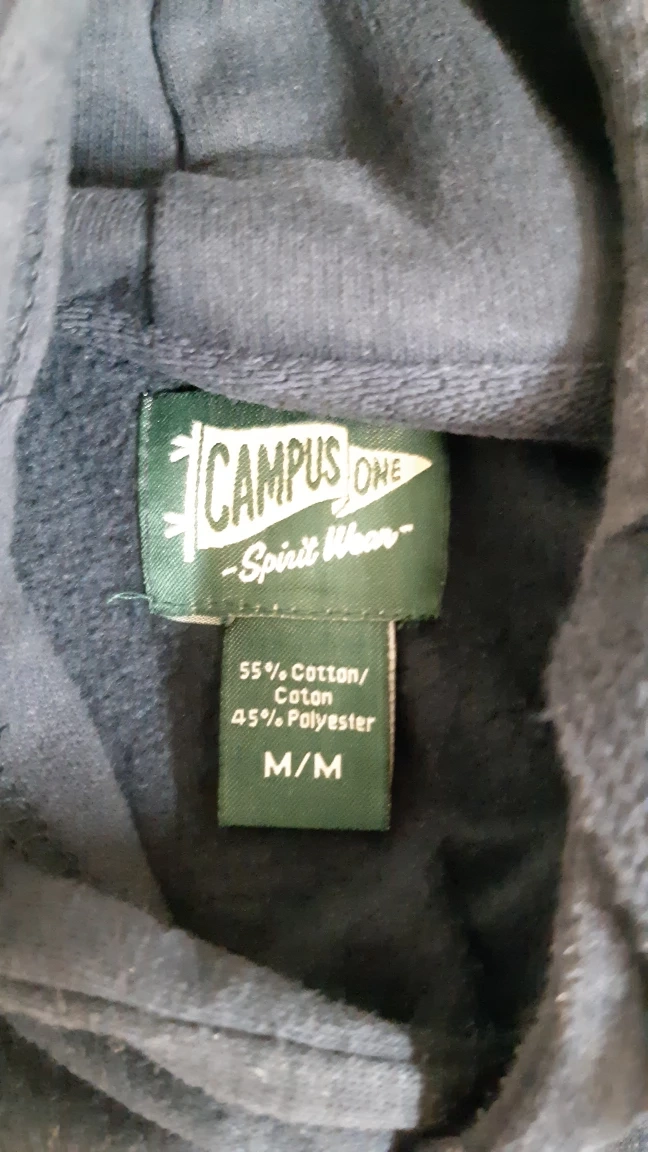 CAMPUS ONE
-Spirit Wear-
55% Cotton/
Coton
45% Polyester
M/M